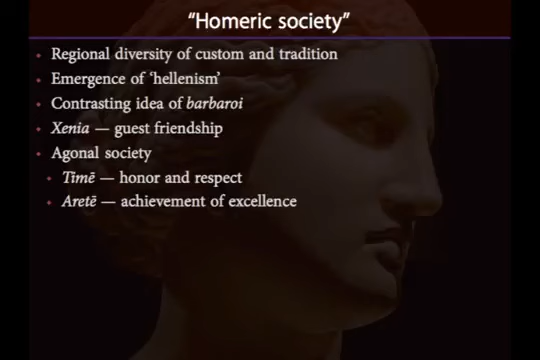 “Homeric society”
• Regional diversity of custom and tradition
• Emergence of ‘hellenism’
• Contrasting idea of barbaroi
• Xenia — guest friendship
• Agonal society
• Timē — honor and respect
• Aretē — achievement of excellence